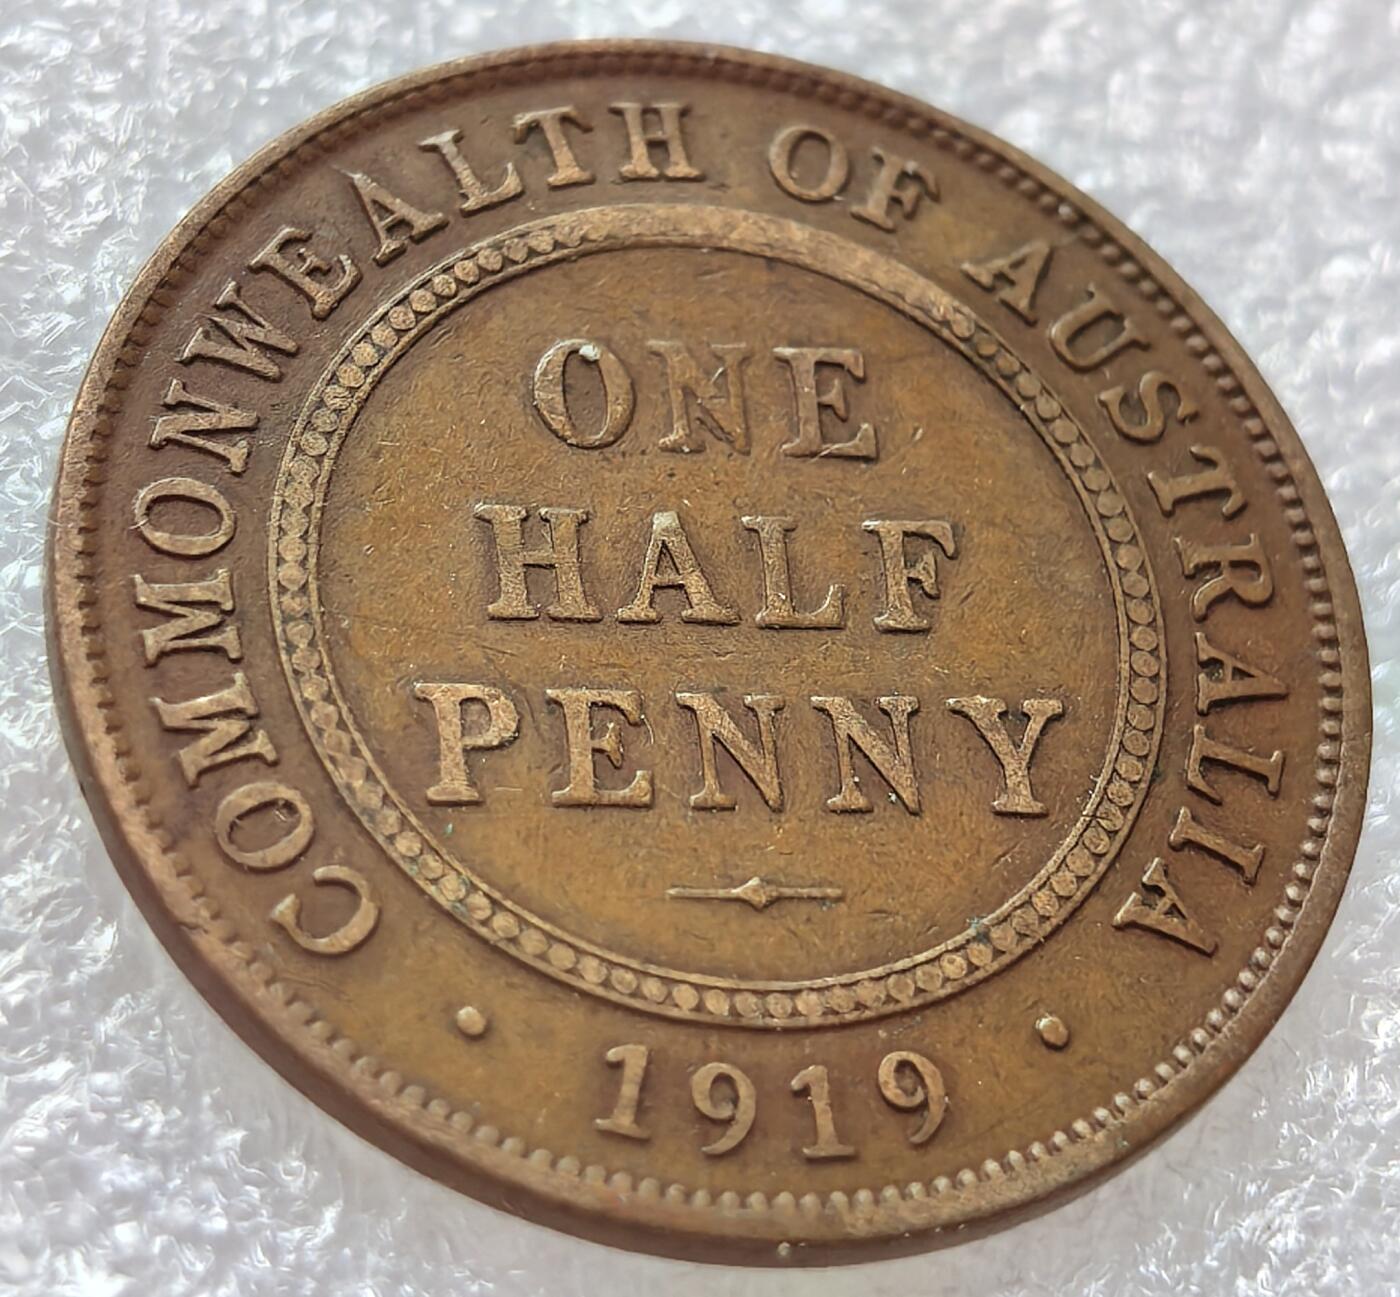 COMMONWEALTH OF AUSTRALIA
ONE
HALF
PENNY
1919